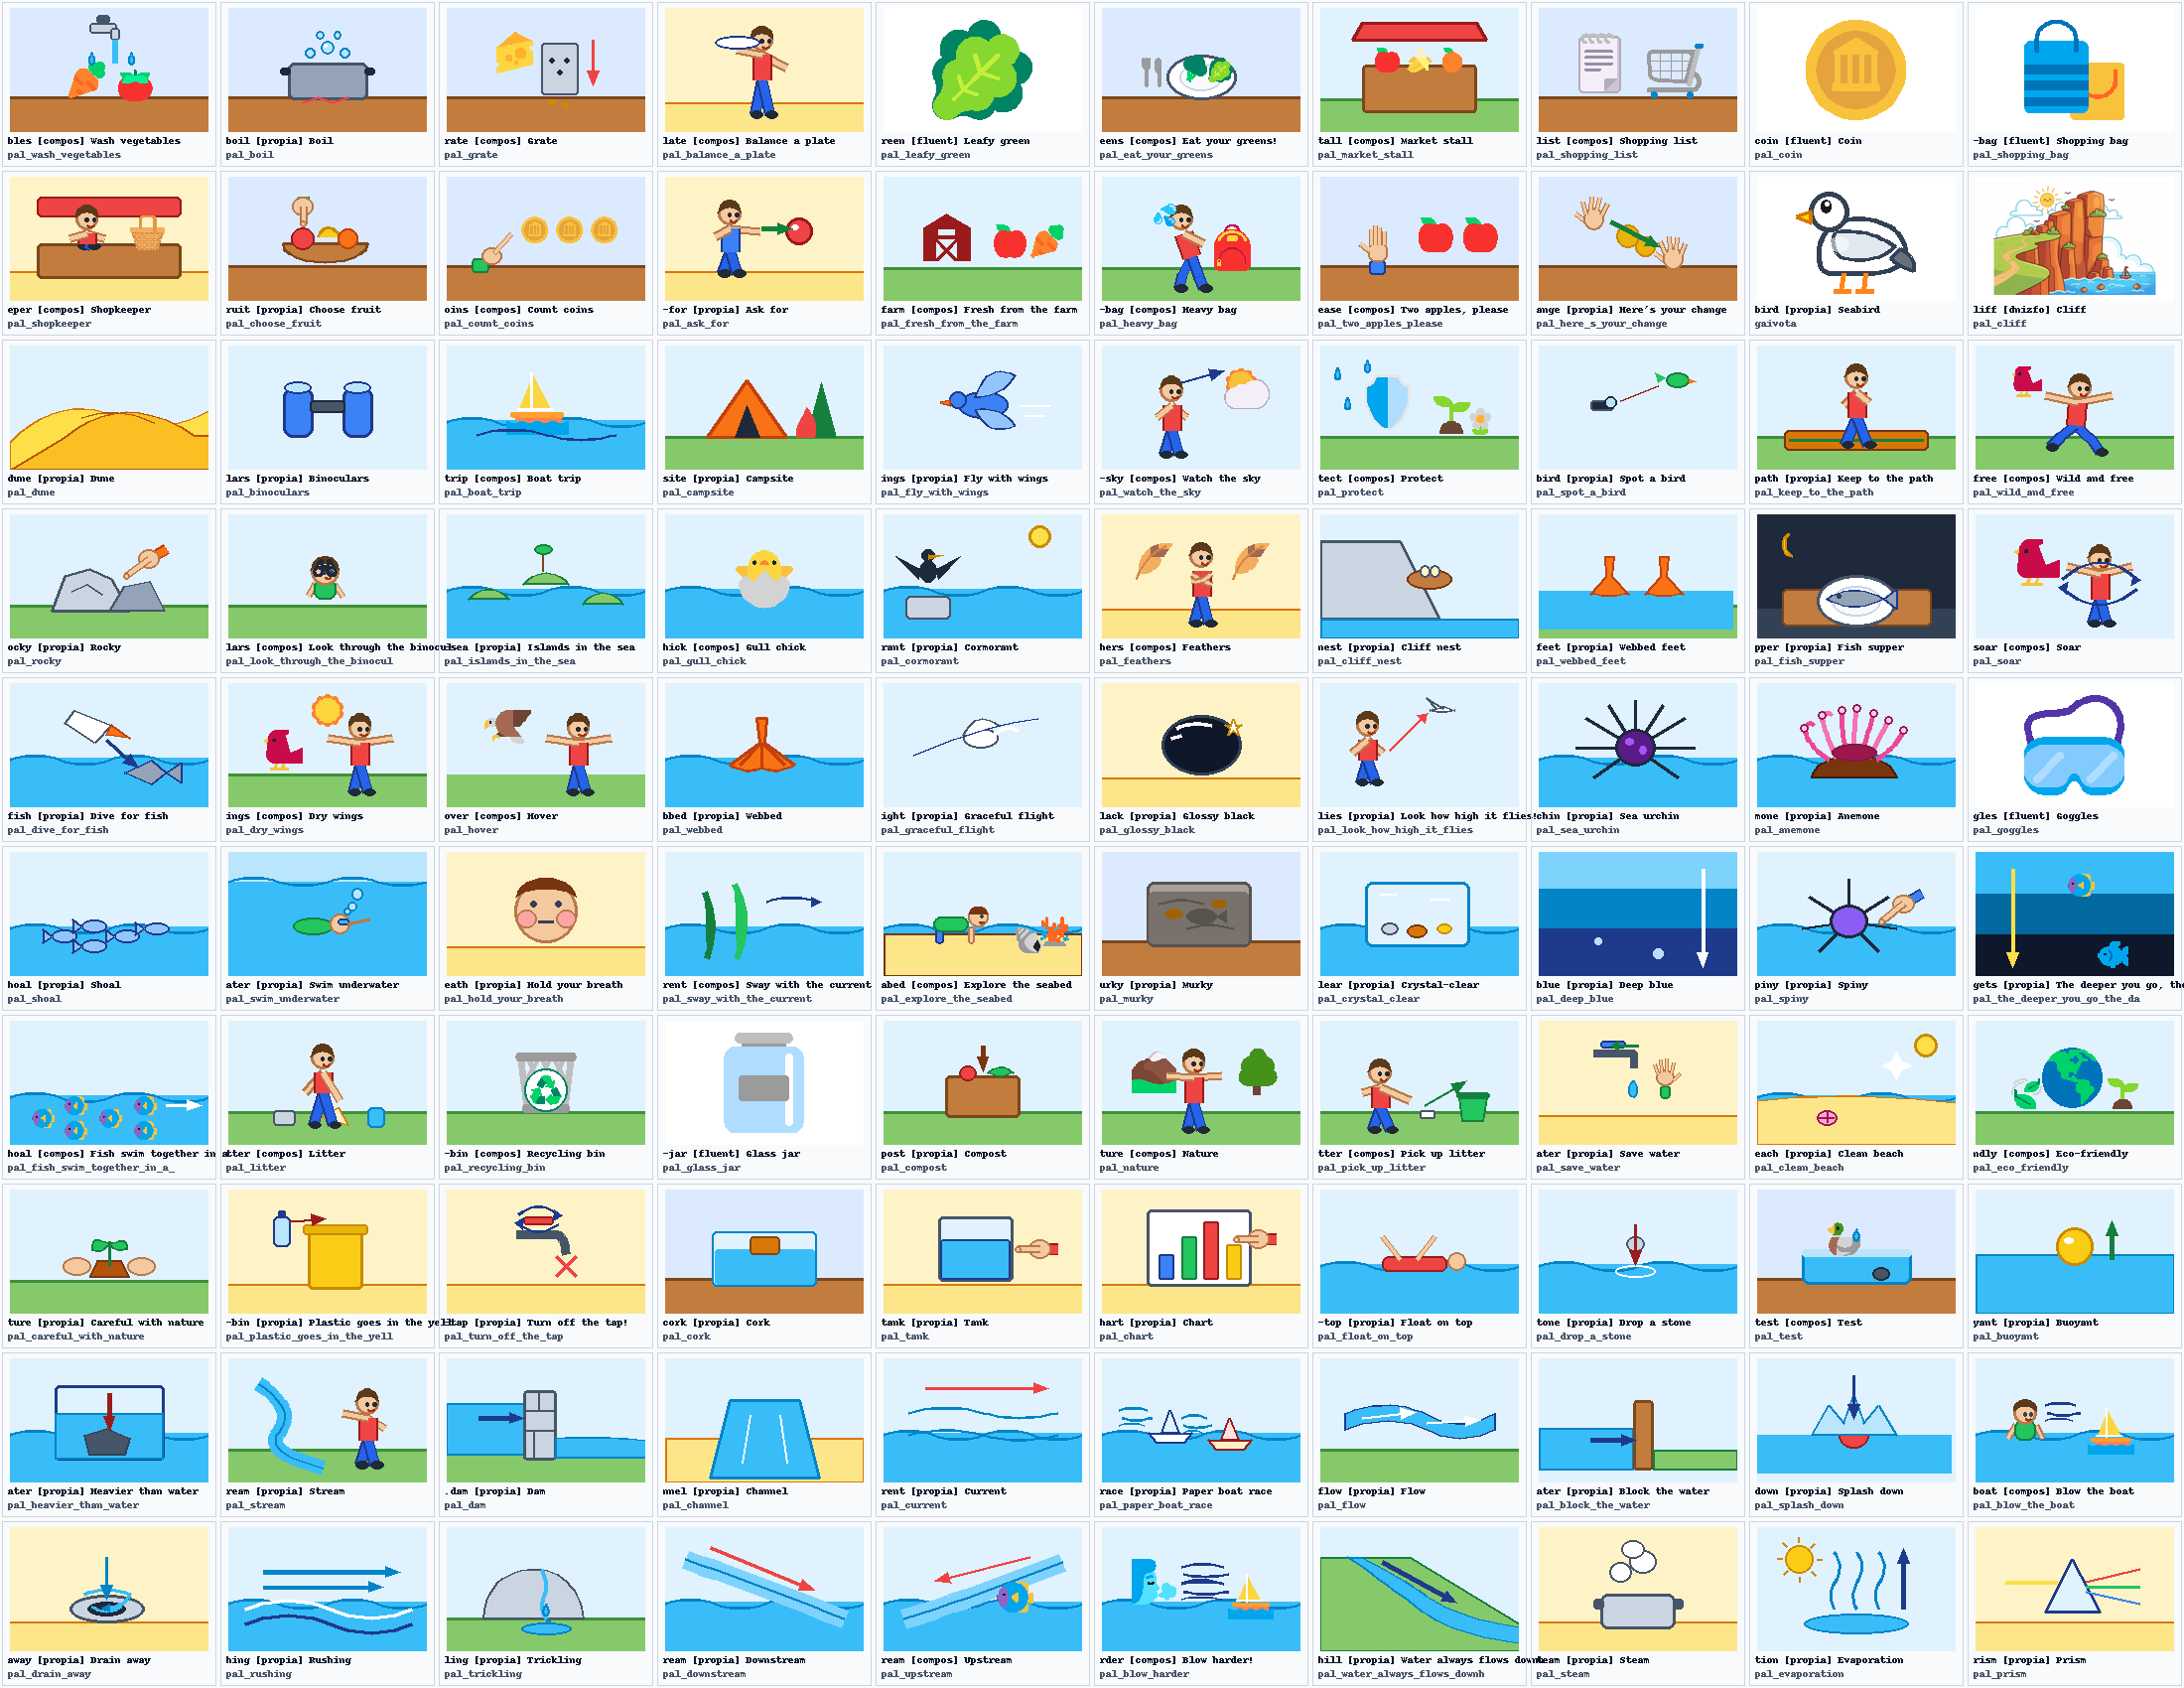 bles [compos] Wash vegetables
pal_wash_vegetables
boil [propia] Boil
pal_boil
rate [compos] Grate
pal_grate
late [compos] Balance a plate
pal_balance_a_plate
reen [fluent] Leafy green
pal_leafy_green
eens [compos] Eat your greens!
pal_eat_your_greens
tall [compos] Market stall
pal_market_stall
list [compos] Shopping list
pal_shopping_list
coin [fluent] Coin
pal_coin
-bag [fluent] Shopping bag
pal_shopping_bag
eper [compos] Shopkeeper
pal_shopkeeper
ruit [propia] Choose fruit
pal_choose_fruit
oins [compos] Count coins
pal_count_coins
-for [propia] Ask for
pal_ask_for
farm [compos] Fresh from the farm
pal_fresh_from_the_farm
-bag [compos] Heavy bag
pal_heavy_bag
ease [compos] Two apples, please
pal_two_apples_please
ange [propia] Here's your change
pal_here_s_your_change
bird [propia] Seabird
gaivota
liff [dnizfo] Cliff
pal_cliff
dune [propia] Dune
pal_dune
lars [propia] Binoculars
pal_binoculars
trip [compos] Boat trip
pal_boat_trip
site [propia] Campsite
pal_campsite
ings [propia] Fly with wings
pal_fly_with_wings
-sky [compos] Watch the sky
pal_watch_the_sky
tect [compos] Protect
pal_protect
bird [propia] Spot a bird
pal_spot_a_bird
path [propia] Keep to the path
pal_keep_to_the_path
free [compos] Wild and free
pal_wild_and_free
ocky [propia] Rocky
pal_rocky
lars [compos] Look through the binocu
pal_look_through_the_binocul
sea [propia] Islands in the sea
pal_islands_in_the_sea
hick [compos] Gull chick
pal_gull_chick
rant [propia] Cormorant
pal_cormorant
hers [compos] Feathers
pal_feathers
nest [propia] Cliff nest
pal_cliff_nest
feet [propia] Webbed feet
pal_webbed_feet
pper [propia] Fish supper
pal_fish_supper
soar [compos] Soar
pal_soar
fish [propia] Dive for fish
pal_dive_for_fish
ings [compos] Dry wings
pal_dry_wings
over [compos] Hover
pal_hover
bbed [propia] Webbed
pal_webbed
ight [propia] Graceful flight
pal_graceful_flight
lack [propia] Glossy black
pal_glossy_black
lies [propia] Look how high it flies!
pal_look_how_high_it_flies
chin [propia] Sea urchin
pal_sea_urchin
mone [propia] Anemone
pal_anemone
gles [fluent] Goggles
pal_goggles
hoal [propia] Shoal
pal_shoal
ater [propia] Swim underwater
pal_swim_underwater
eath [propia] Hold your breath
pal_hold_your_breath
rent [compos] Sway with the current
pal_sway_with_the_current
abed [compos] Explore the seabed
pal_explore_the_seabed
urky [propia] Murky
pal_murky
lear [propia] Crystal-clear
pal_crystal_clear
blue [propia] Deep blue
pal_deep_blue
piny [propia] Spiny
pal_spiny
gets [propia] The deeper you go, the
pal_the_deeper_you_go_the_da
hoal [compos] Fish swim together in a
pal_fish_swim_together_in_a_
tter [compos] Litter
pal_litter
-bin [compos] Recycling bin
pal_recycling_bin
-jar [fluent] Glass jar
pal_glass_jar
post [propia] Compost
pal_compost
ture [compos] Nature
pal_nature
tter [compos] Pick up litter
pal_pick_up_litter
ater [propia] Save water
pal_save_water
each [propia] Clean beach
pal_clean_beach
ndly [compos] Eco-friendly
pal_eco_friendly
ture [propia] Careful with nature
pal_careful_with_nature
-bin [propia] Plastic goes in the yell
pal_plastic_goes_in_the_yell
tap [propia] Turn off the tap!
pal_turn_off_the_tap
cork [propia] Cork
pal_cork
tank [propia] Tank
pal_tank
hart [propia] Chart
pal_chart
-top [propia] Float on top
pal_float_on_top
tone [propia] Drop a stone
pal_drop_a_stone
test [compos] Test
pal_test
yant [propia] Buoyant
pal_buoyant
ater [propia] Heavier than water
pal_heavier_than_water
ream [propia] Stream
pal_stream
.dam [propia] Dam
pal_dam
nnel [propia] Channel
pal_channel
rent [propia] Current
pal_current
race [propia] Paper boat race
pal_paper_boat_race
flow [propia] Flow
pal_flow
ater [propia] Block the water
pal_block_the_water
down [propia] Splash down
pal_splash_down
boat [compos] Blow the boat
pal_blow_the_boat
away [propia] Drain away
pal_drain_away
hing [propia] Rushing
pal_rushing
ling [propia] Trickling
pal_trickling
ream [propia] Downstream
pal_downstream
ream [compos] Upstream
pal_upstream
rder [compos] Blow harder!
pal_blow_harder
hill [propia] Water always flows down
pal_water_always_flows_downh
team [propia] Steam
pal_steam
tion [propia] Evaporation
pal_evaporation
rism [propia] Prism
pal_prism